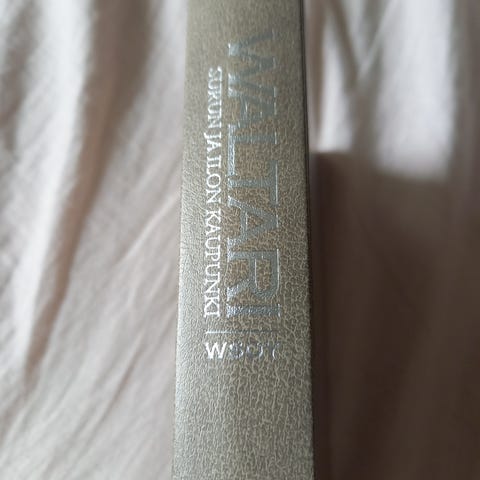 WALTARI
SURUN JA ILON KAUPUNKI
WSOY